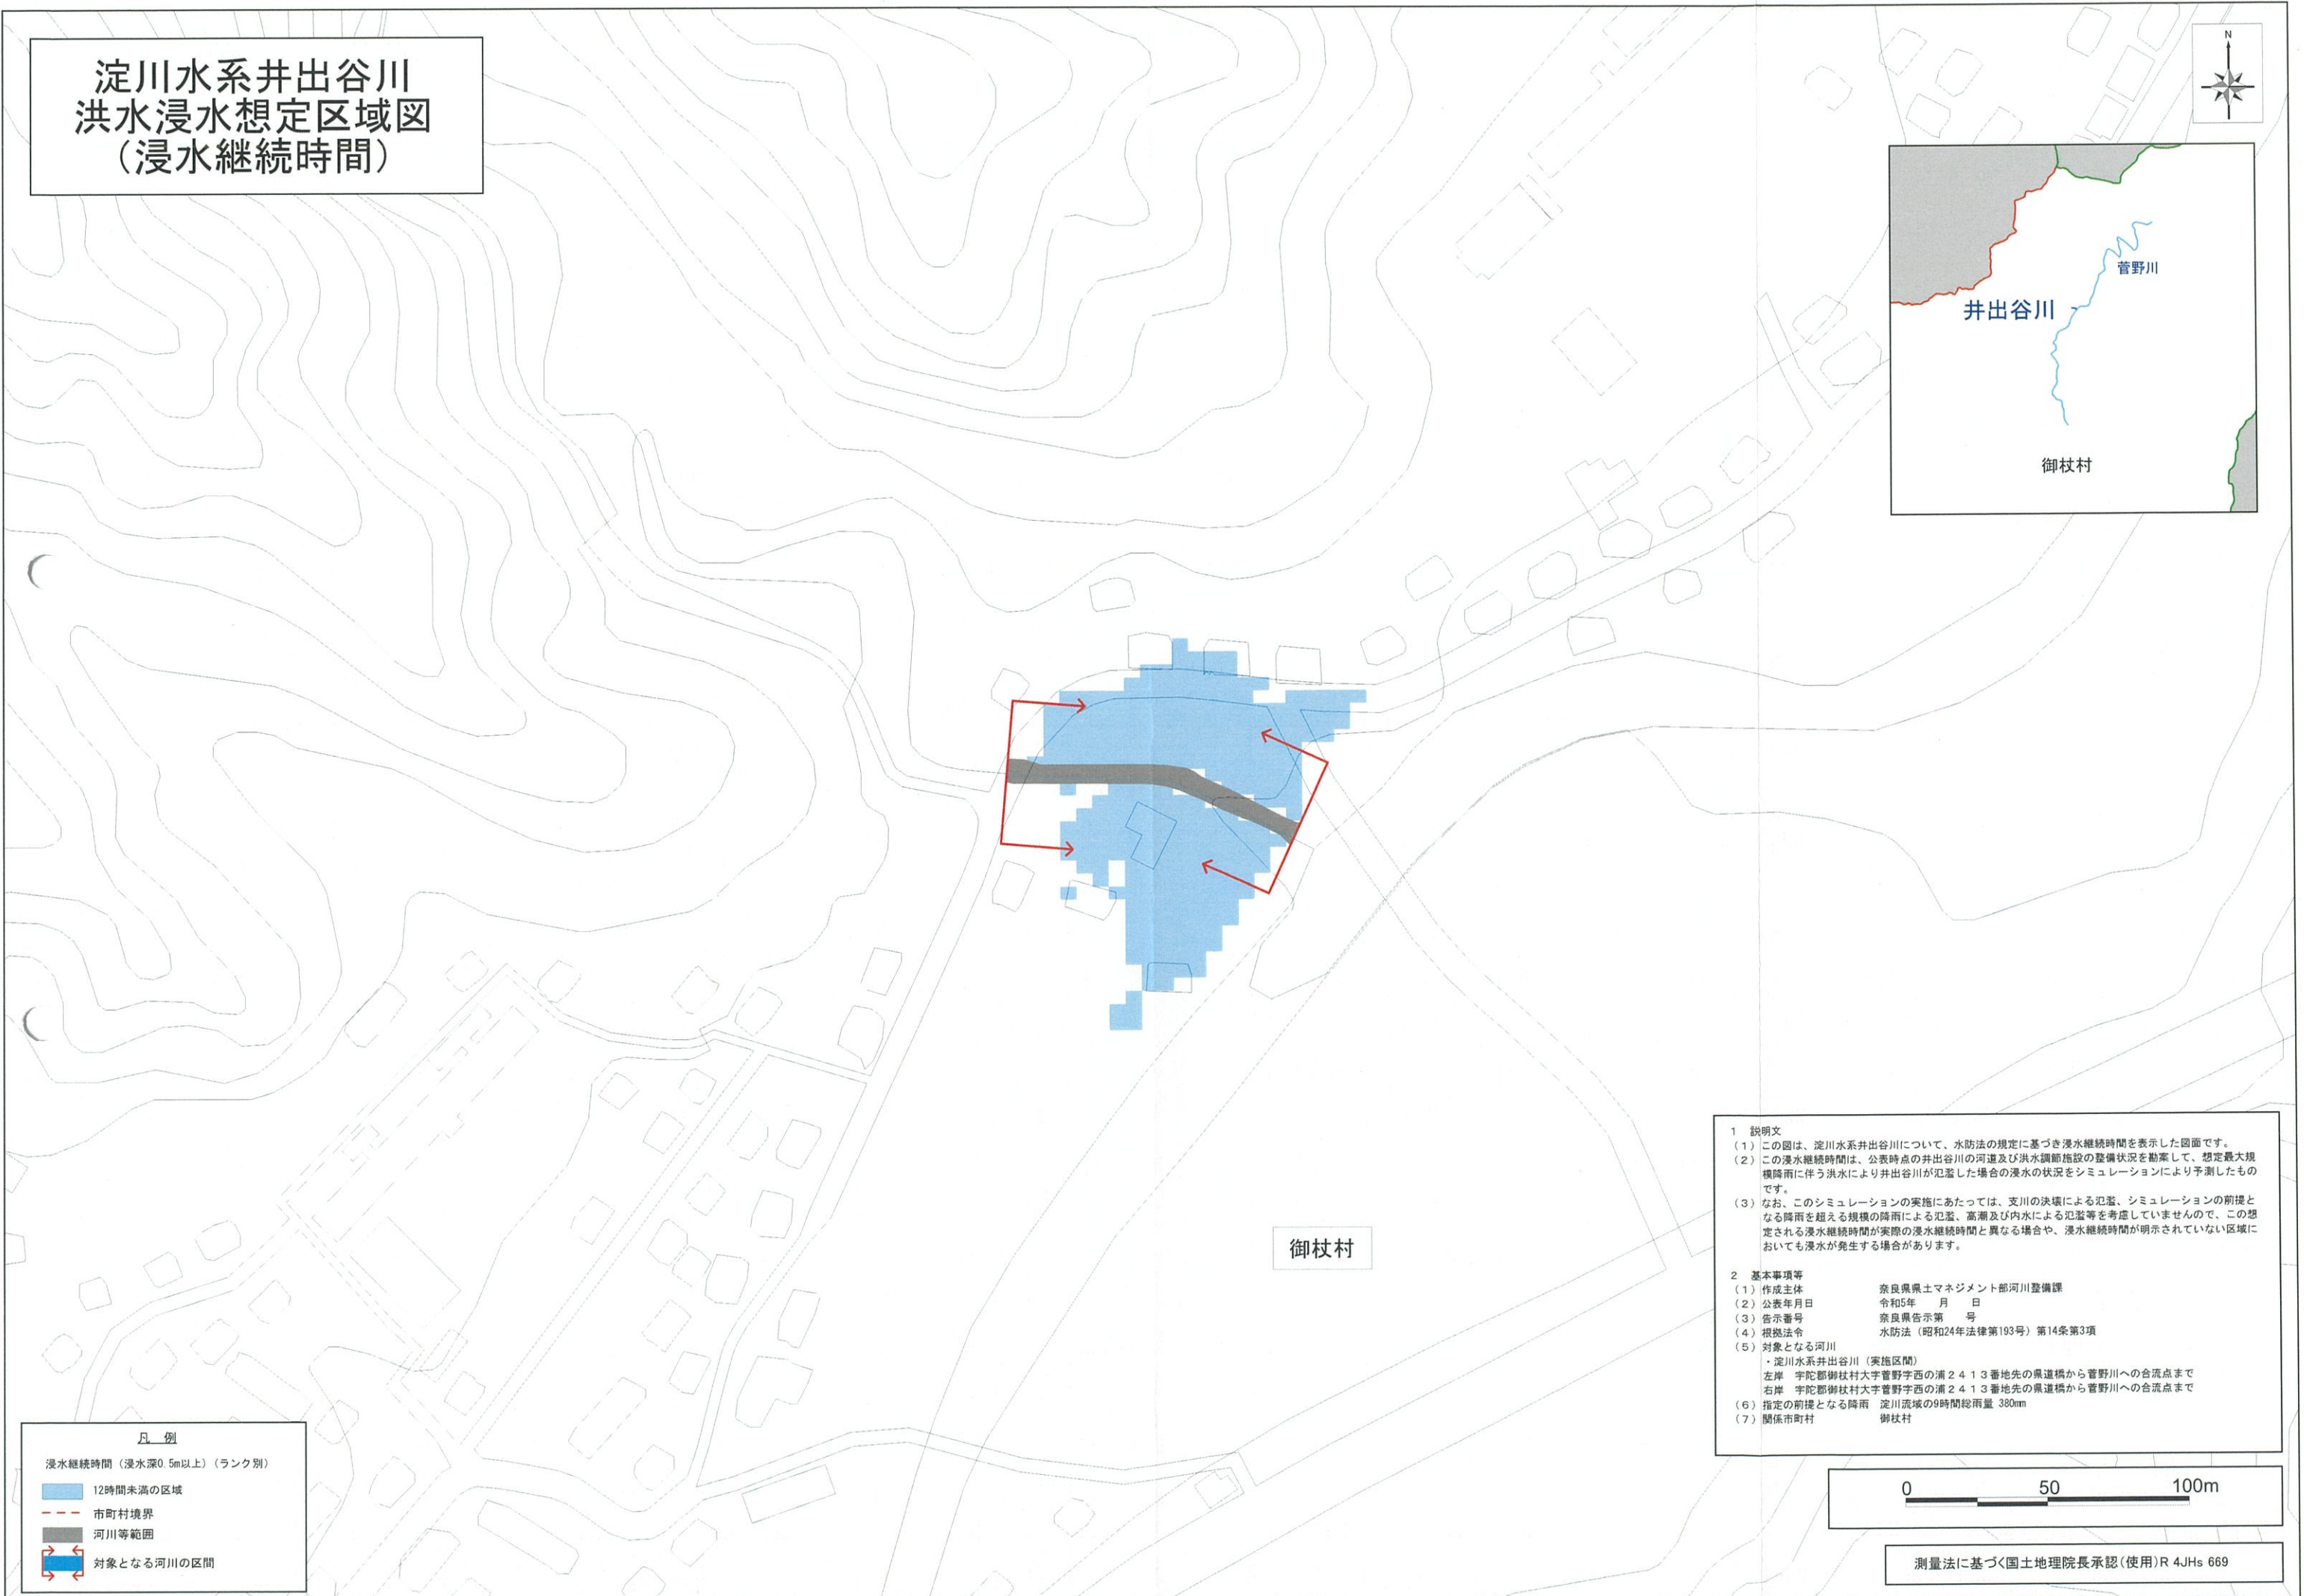 淀川水系井出谷川
洪水浸水想定区域図
（浸水継続時間）
N
菅野川
井出谷川
御杖村
御杖村
1 説明文
（1）この図は、淀川水系井出谷川について、水防法の規定に基づき浸水継続時間を表示した図面です。
（2）この浸水継続時間は、公表時点の井出谷川の河道及び洪水調節施設の整備状況を勘案して、想定最大規
模降雨に伴う洪水により井出谷川が氾濫した場合の浸水の状況をシミュレーションにより予測したもの
です。
（3）なお、このシミュレーションの実施にあたっては、支川の決壊による氾濫、シミュレーションの前提と
なる降雨を超える規模の降雨による氾濫、高潮及び内水による氾濫等を考慮していませんので、この想
定される浸水継続時間が実際の浸水継続時間と異なる場合や、浸水継続時間が明示されていない区域に
おいても浸水が発生する場合があります。
2 基本事項等
（1）作成主体 奈良県県土マネジメント部河川整備課
（2）公表年月日 令和5年 月 日
（3）告示番号 奈良県告示第 号
（4）根拠法令 水防法（昭和24年法律第193号）第14条第3項
（5）対象となる河川
・淀川水系井出谷川（実施区間）
左岸 宇陀郡御杖村大字菅野字西の浦２４１３番地先の県道橋から菅野川への合流点まで
右岸 宇陀郡御杖村大字菅野字西の浦２４１３番地先の県道橋から菅野川への合流点まで
（6）指定の前提となる降雨 淀川流域の9時間総雨量 380mm
（7）関係市町村 御杖村
凡 例
浸水継続時間（浸水深0.5m以上）（ランク別）
12時間未満の区域
市町村境界
河川等範囲
対象となる河川の区間
0 50 100m
測量法に基づく国土地理院長承認（使用）R 4JHs 669